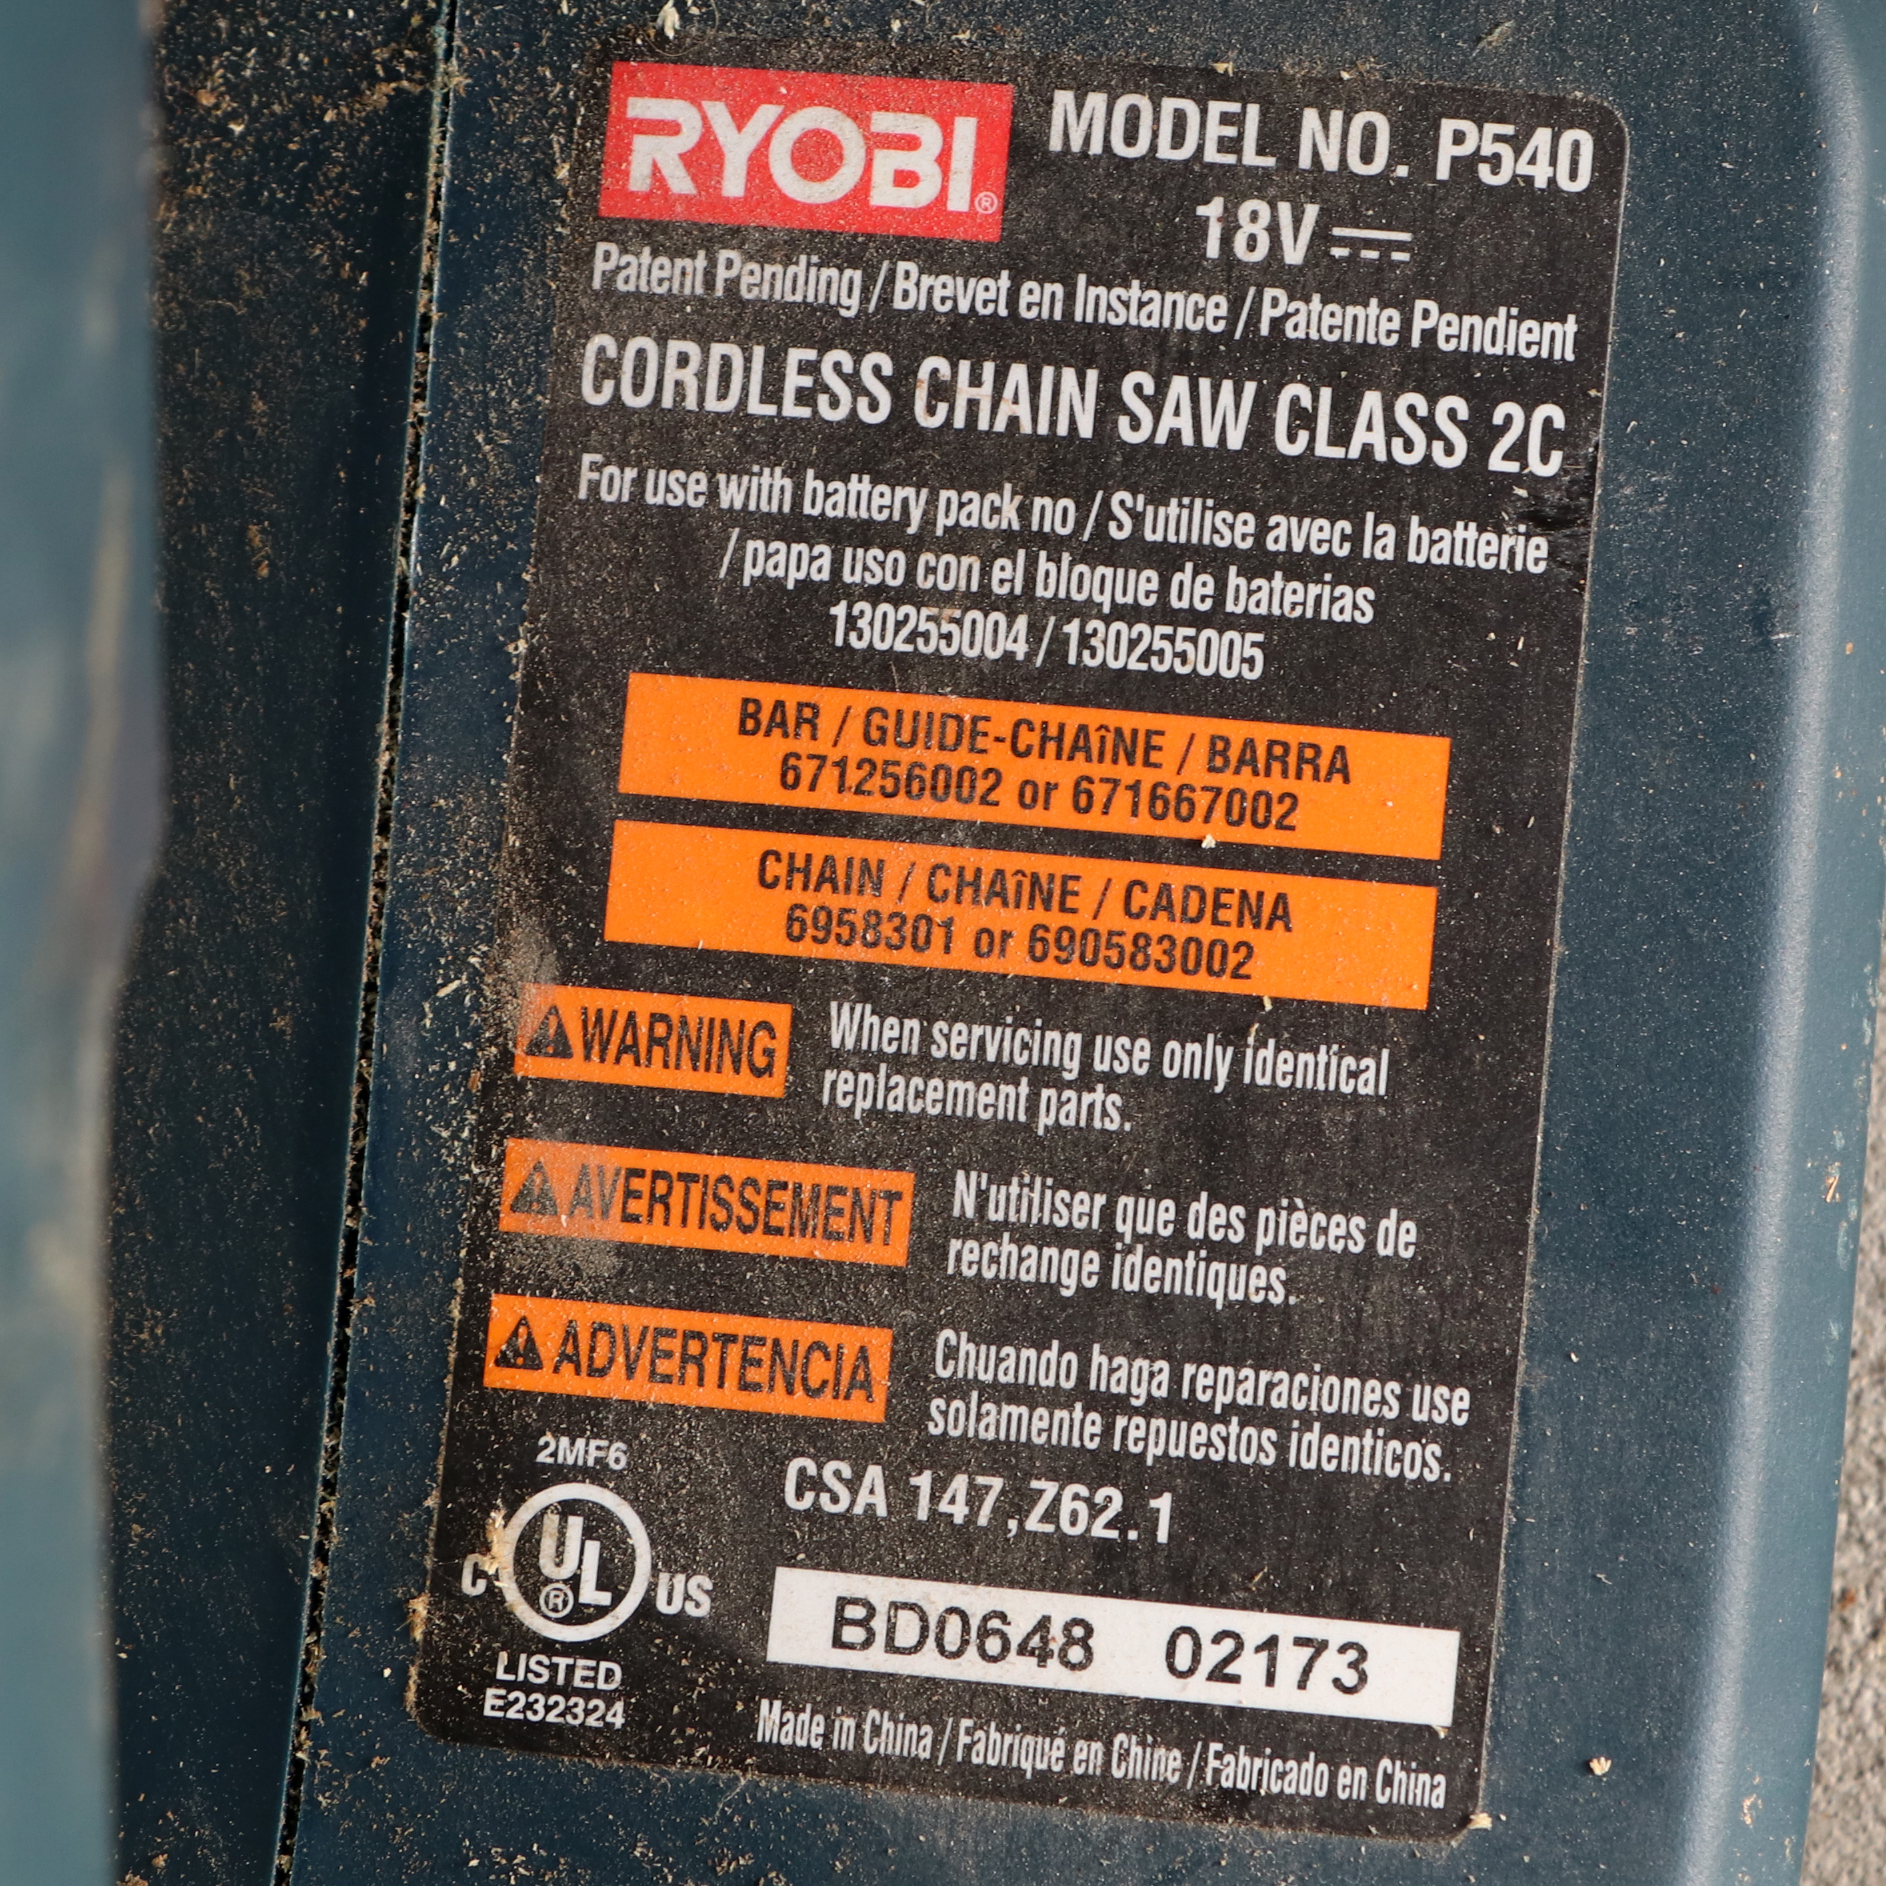 RYOBI®
MODEL NO. P540
18V
Patent Pending / Brevet en Instance / Patente Pendient
CORDLESS CHAIN SAW CLASS 2C
For use with battery pack no / S'utilise avec la batterie
/ papa uso con el bloque de baterias
130255004 / 130255005
BAR / GUIDE-CHAîNE / BARRA
671256002 or 671667002
CHAIN / CHAîNE / CADENA
6958301 or 690583002
WARNING
When servicing use only identical
replacement parts.
AVERTISSEMENT
N'utiliser que des pièces de
rechange identiques.
ADVERTENCIA
Chuando haga reparaciones use
solamente repuestos identicos.
2MF6
C UL® US
LISTED
E232324
CSA 147,Z62.1
BD0648 02173
Made in China / Fabriqué en Chine / Fabricado en China